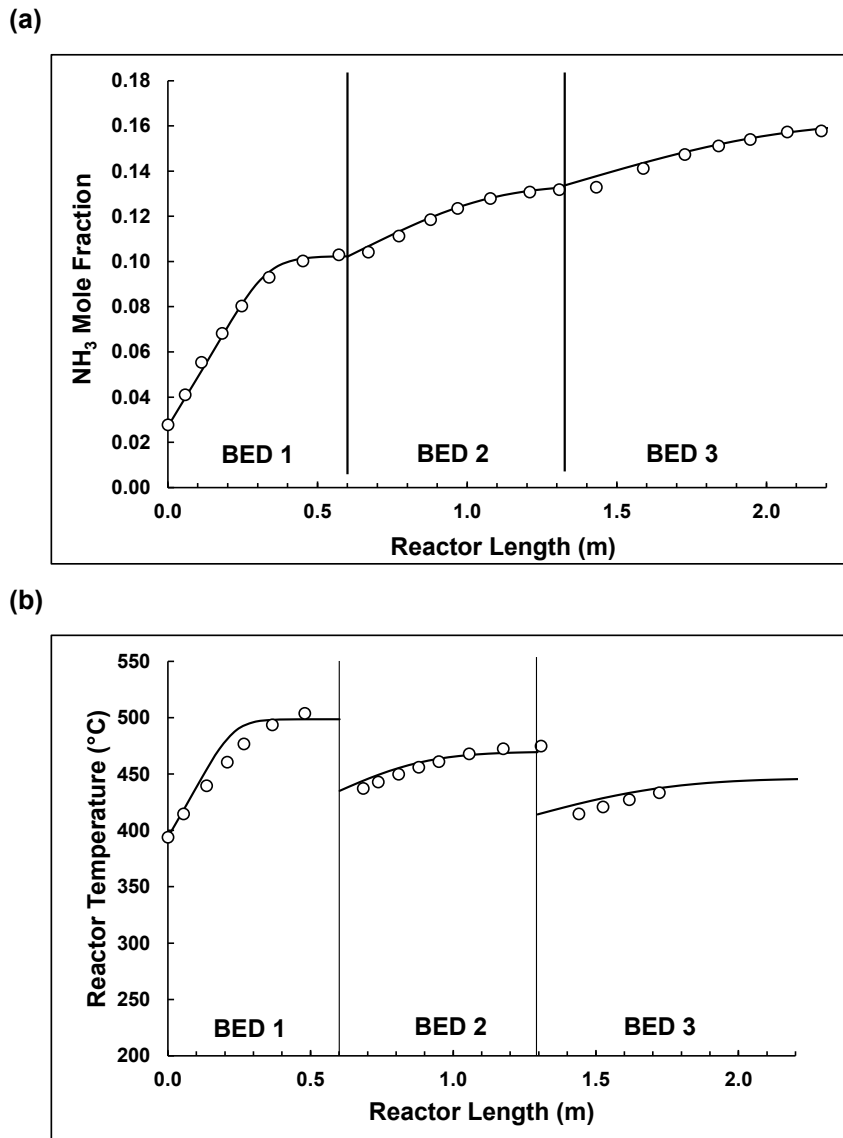 (a)
0.18
0.16
0.14
0.12
0.10
0.08
0.06
0.04
0.02
0.00
NH₃ Mole Fraction
BED 1 BED 2 BED 3
0.0 0.5 1.0 1.5 2.0
Reactor Length (m)
(b)
550
500
450
400
350
300
250
200
Reactor Temperature (°C)
BED 1 BED 2 BED 3
0.0 0.5 1.0 1.5 2.0
Reactor Length (m)